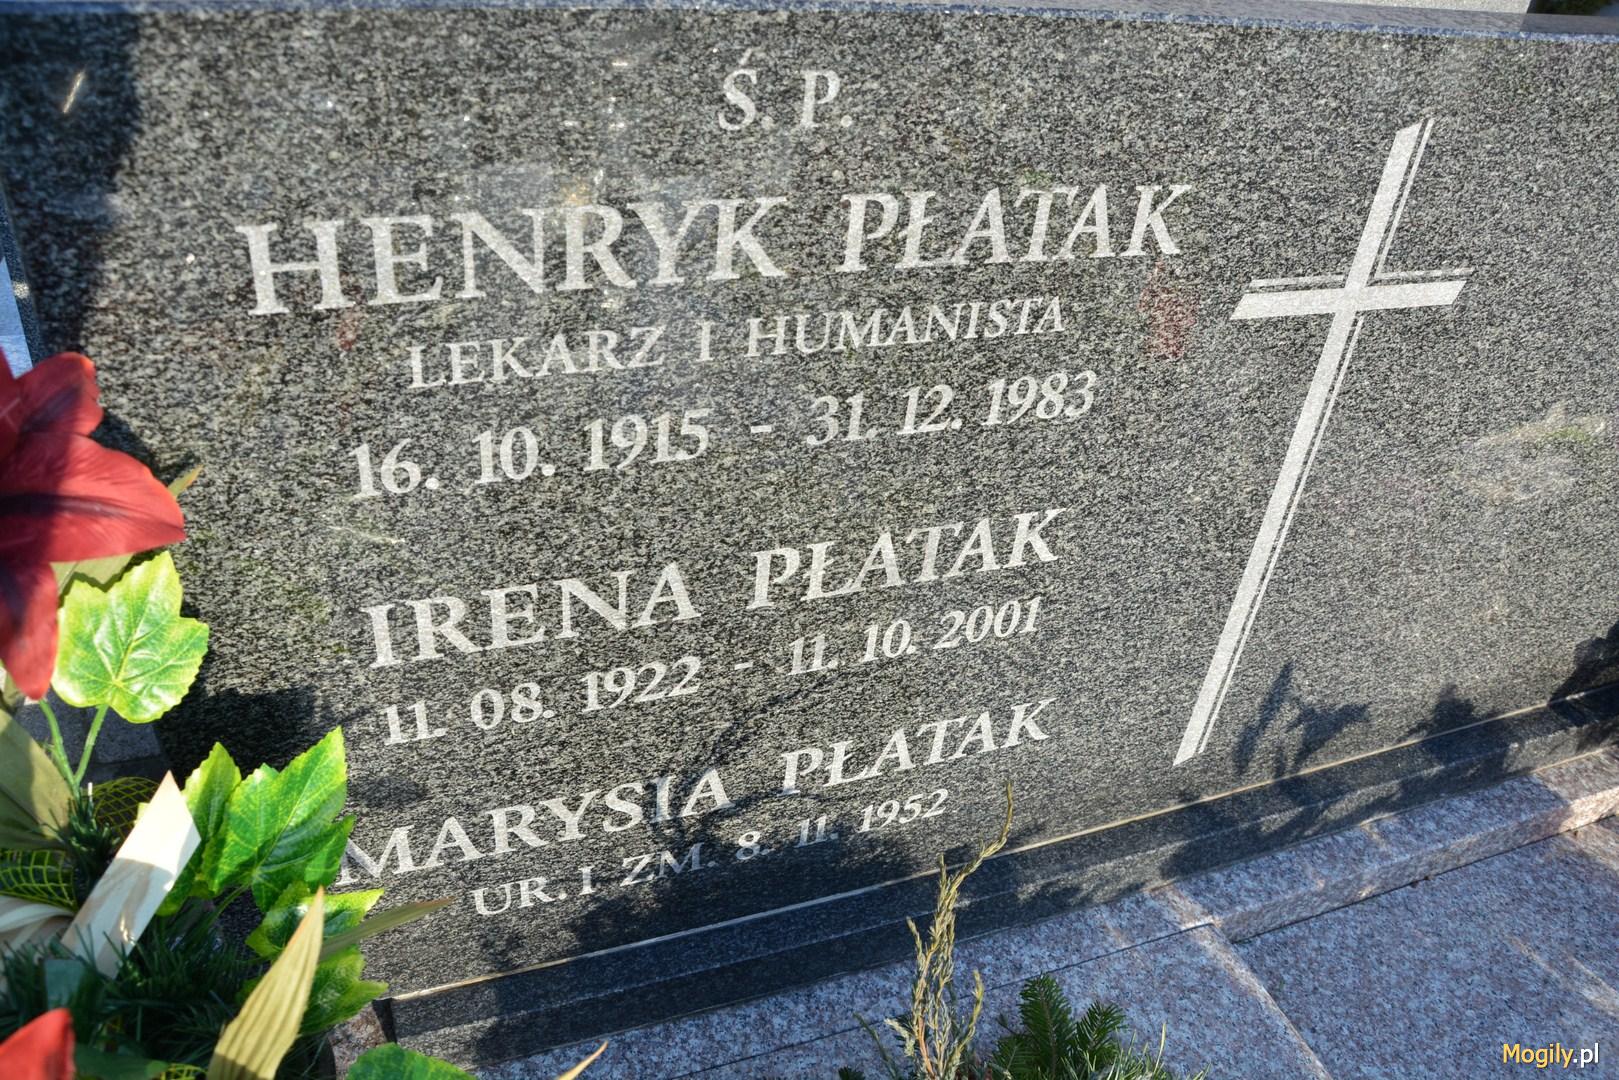 Ś. P.
HENRYK PŁATAK
LEKARZ I HUMANISTA
16. 10. 1915 - 31. 12. 1983
IRENA PŁATAK
11. 08. 1922 - 11. 10. 2001
MARYSIA PŁATAK
UR. I ZM. 8. 11. 1952
Mogily.pl